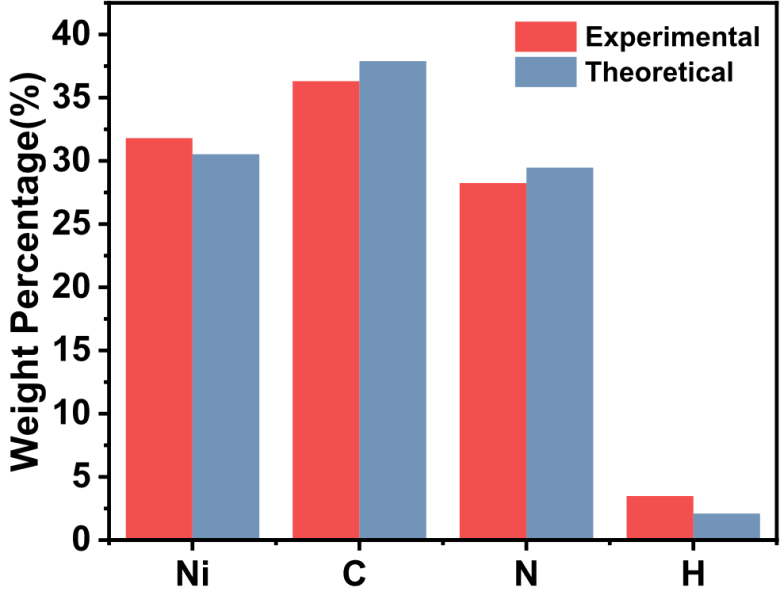 Weight Percentage(%)
40
35
30
25
20
15
10
5
0
Experimental
Theoretical
Ni
C
N
H